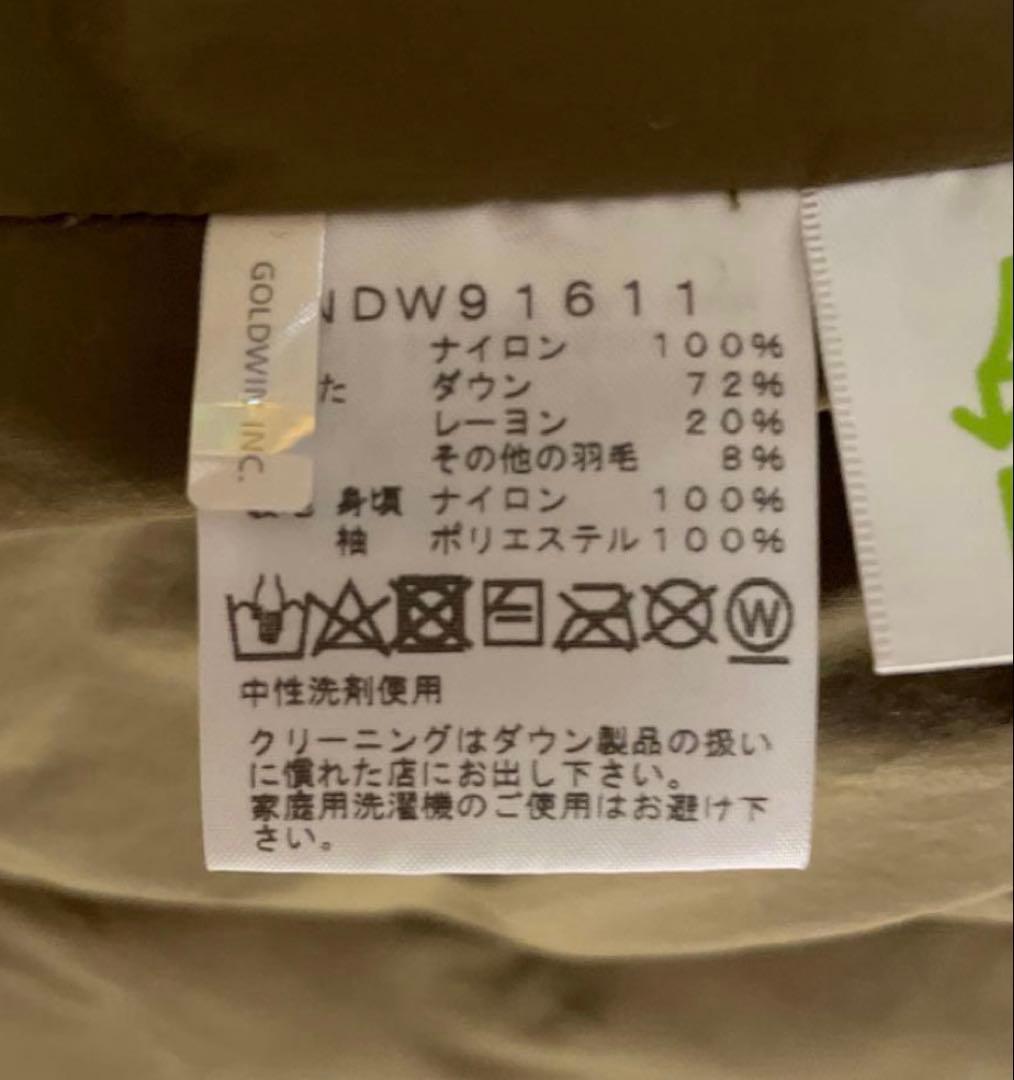 GOLDWIN INC.
NDW91611
ナイロン 100%
た ダウン 72%
レーヨン 20%
その他の羽毛 8%
身頃 ナイロン 100%
袖 ポリエステル 100%
W
中性洗剤使用
クリーニングはダウン製品の扱い
に慣れた店にお出し下さい。
家庭用洗濯機のご使用はお避け下
さい。